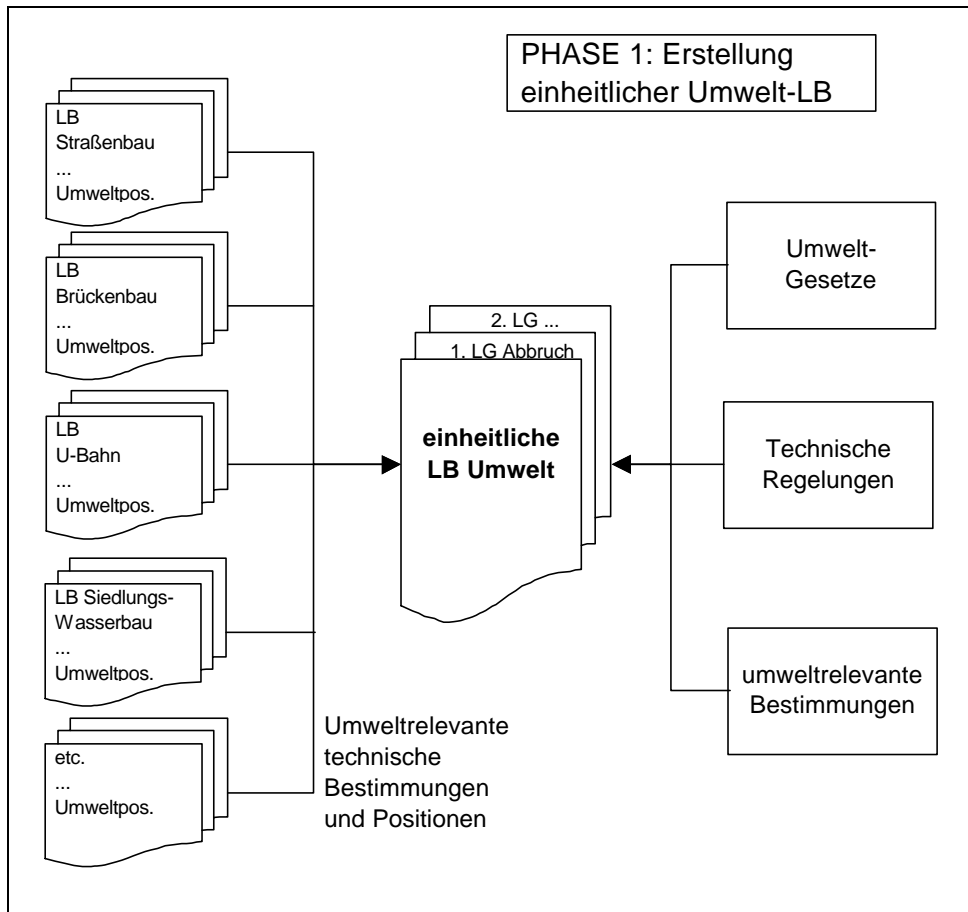 PHASE 1: Erstellung
einheitlicher Umwelt-LB
LB
Straßenbau
...
Umweltpos.
LB
Brückenbau
...
Umweltpos.
LB
U-Bahn
...
Umweltpos.
LB Siedlungs-
Wasserbau
...
Umweltpos.
etc.
...
Umweltpos.
Umweltrelevante
technische
Bestimmungen
und Positionen
2. LG ...
1. LG Abbruch
einheitliche
LB Umwelt
Umwelt-
Gesetze
Technische
Regelungen
umweltrelevante
Bestimmungen